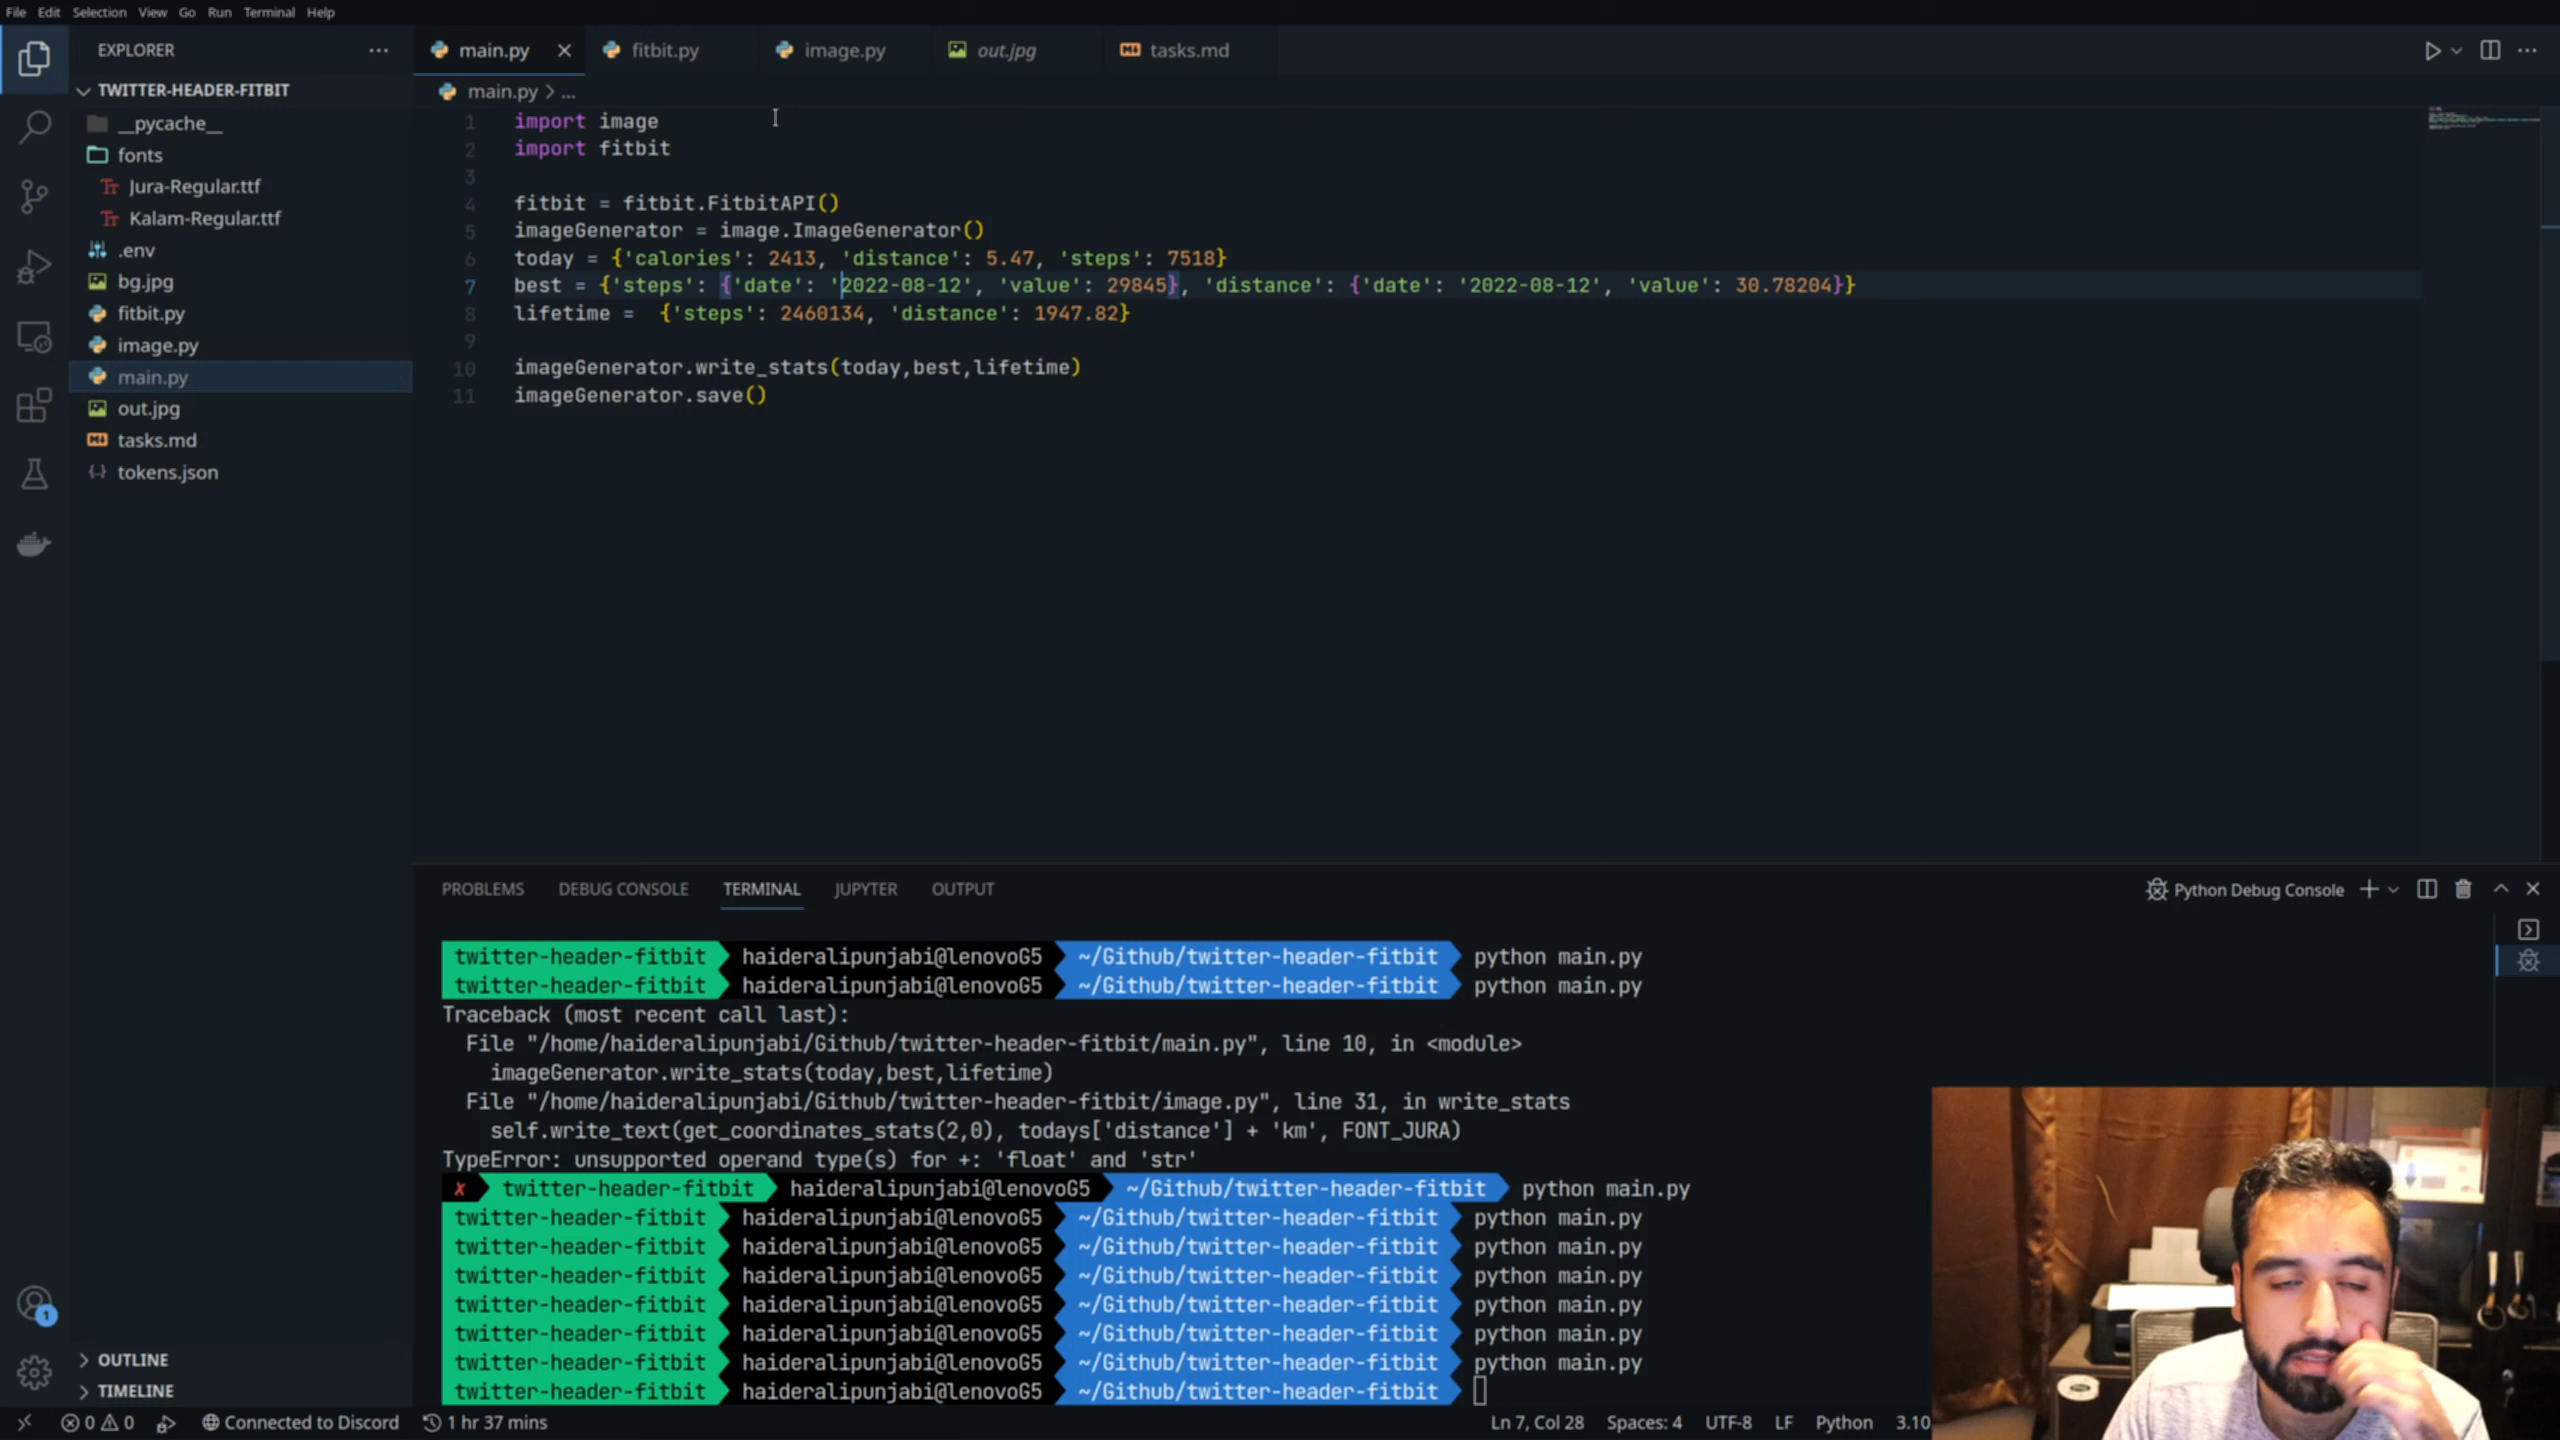 File Edit Selection View Go Run Terminal Help
EXPLORER
TWITTER-HEADER-FITBIT
__pycache__
fonts
Jura-Regular.ttf
Kalam-Regular.ttf
.env
bg.jpg
fitbit.py
image.py
main.py
out.jpg
tasks.md
tokens.json
OUTLINE
TIMELINE
main.py fitbit.py image.py out.jpg tasks.md
main.py > ...
1 import image
2 import fitbit
3
4 fitbit = fitbit.FitbitAPI()
5 imageGenerator = image.ImageGenerator()
6 today = {'calories': 2413, 'distance': 5.47, 'steps': 7518}
7 best = {'steps': {'date': '2022-08-12', 'value': 29845}, 'distance': {'date': '2022-08-12', 'value': 30.78204}}
8 lifetime =  {'steps': 2460134, 'distance': 1947.82}
9
10 imageGenerator.write_stats(today,best,lifetime)
11 imageGenerator.save()
PROBLEMS DEBUG CONSOLE TERMINAL JUPYTER OUTPUT
Python Debug Console
twitter-header-fitbit haideralipunjabi@lenovoG5 ~/Github/twitter-header-fitbit python main.py
twitter-header-fitbit haideralipunjabi@lenovoG5 ~/Github/twitter-header-fitbit python main.py
Traceback (most recent call last):
File "/home/haideralipunjabi/Github/twitter-header-fitbit/main.py", line 10, in <module>
imageGenerator.write_stats(today,best,lifetime)
File "/home/haideralipunjabi/Github/twitter-header-fitbit/image.py", line 31, in write_stats
self.write_text(get_coordinates_stats(2,0), todays['distance'] + 'km', FONT_JURA)
TypeError: unsupported operand type(s) for +: 'float' and 'str'
✗ twitter-header-fitbit haideralipunjabi@lenovoG5 ~/Github/twitter-header-fitbit python main.py
twitter-header-fitbit haideralipunjabi@lenovoG5 ~/Github/twitter-header-fitbit python main.py
twitter-header-fitbit haideralipunjabi@lenovoG5 ~/Github/twitter-header-fitbit python main.py
twitter-header-fitbit haideralipunjabi@lenovoG5 ~/Github/twitter-header-fitbit python main.py
twitter-header-fitbit haideralipunjabi@lenovoG5 ~/Github/twitter-header-fitbit python main.py
twitter-header-fitbit haideralipunjabi@lenovoG5 ~/Github/twitter-header-fitbit python main.py
twitter-header-fitbit haideralipunjabi@lenovoG5 ~/Github/twitter-header-fitbit python main.py
twitter-header-fitbit haideralipunjabi@lenovoG5 ~/Github/twitter-header-fitbit
1
0 0 Connected to Discord 1 hr 37 mins Ln 7, Col 28 Spaces: 4 UTF-8 LF Python 3.10